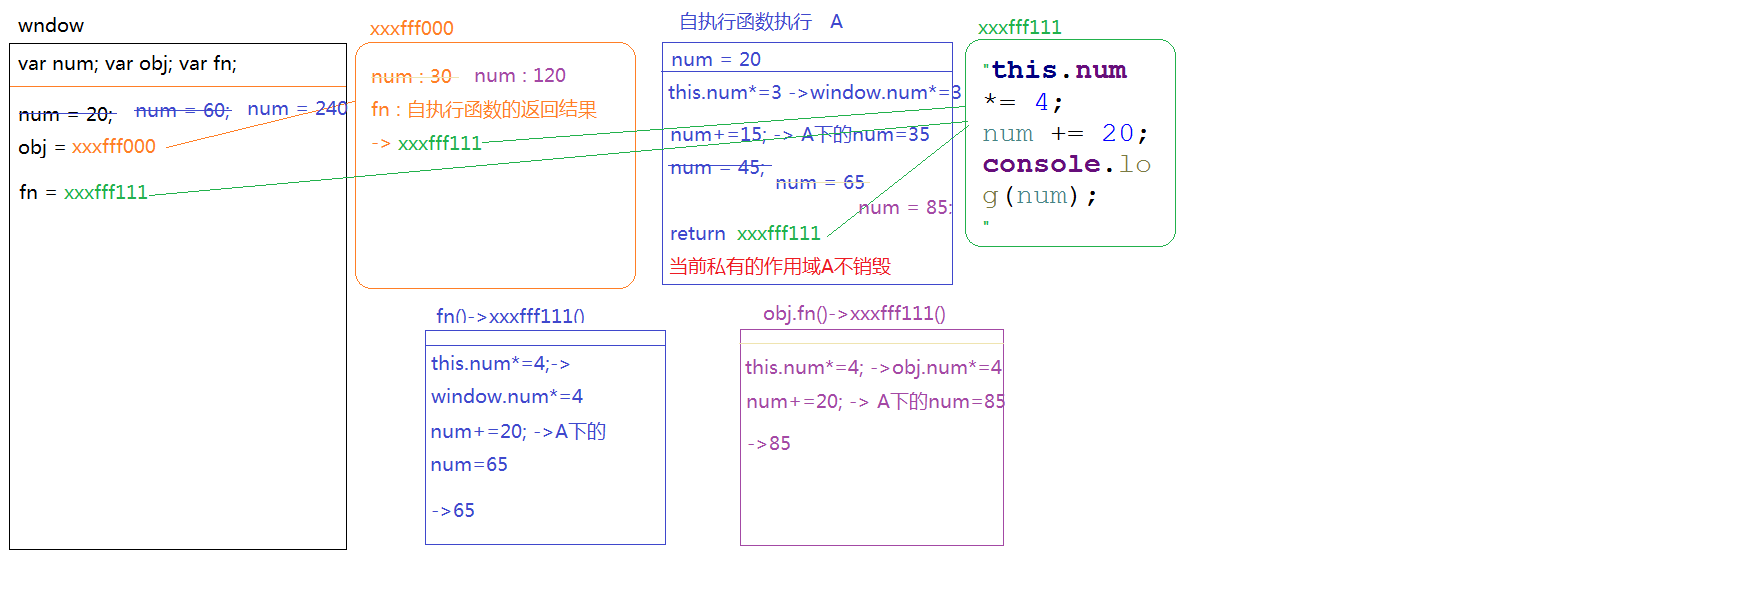 wndow
var num; var obj; var fn;
num = 20; num = 60; num = 240
obj = xxxfff000
fn = xxxfff111
xxxfff000
num : 30 num : 120
fn : 自执行函数的返回结果
-> xxxfff111
自执行函数执行 A
num = 20
this.num*=3 ->window.num*=3
num+=15; -> A下的num=35
num = 45;
num = 65
num = 85:
return xxxfff111
当前私有的作用域A不销毁
xxxfff111
"this.num
*= 4;
num += 20;
console.lo
g(num);
"
fn()->xxxfff111()
this.num*=4;->
window.num*=4
num+=20; ->A下的
num=65
->65
obj.fn()->xxxfff111()
this.num*=4; ->obj.num*=4
num+=20; -> A下的num=85
->85